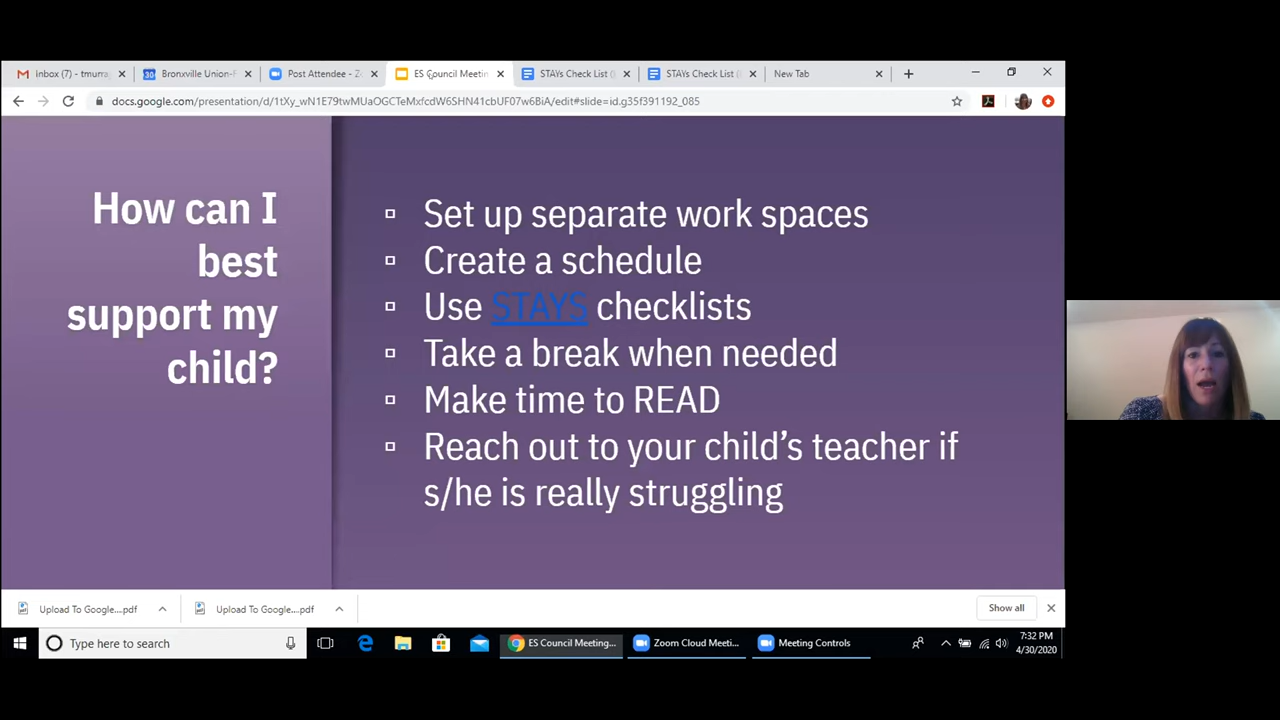 Inbox (7) - tmurra
Bronxville Union-F
Post Attendee - Z
ES Council Meetin
STAYs Check List (
STAYs Check List (
New Tab
docs.google.com/presentation/d/1tXy_wN1E79twMUaOGCTeMxfcdW6SHN41cbUF07w6BiA/edit#slide=id.g35f391192_085
How can I
best
support my
child?
Set up separate work spaces
Create a schedule
Use STAYS checklists
Take a break when needed
Make time to READ
Reach out to your child’s teacher if
s/he is really struggling
Upload To Google....pdf
Upload To Google....pdf
Show all
Type here to search
ES Council Meeting...
Zoom Cloud Meeti...
Meeting Controls
7:32 PM
4/30/2020